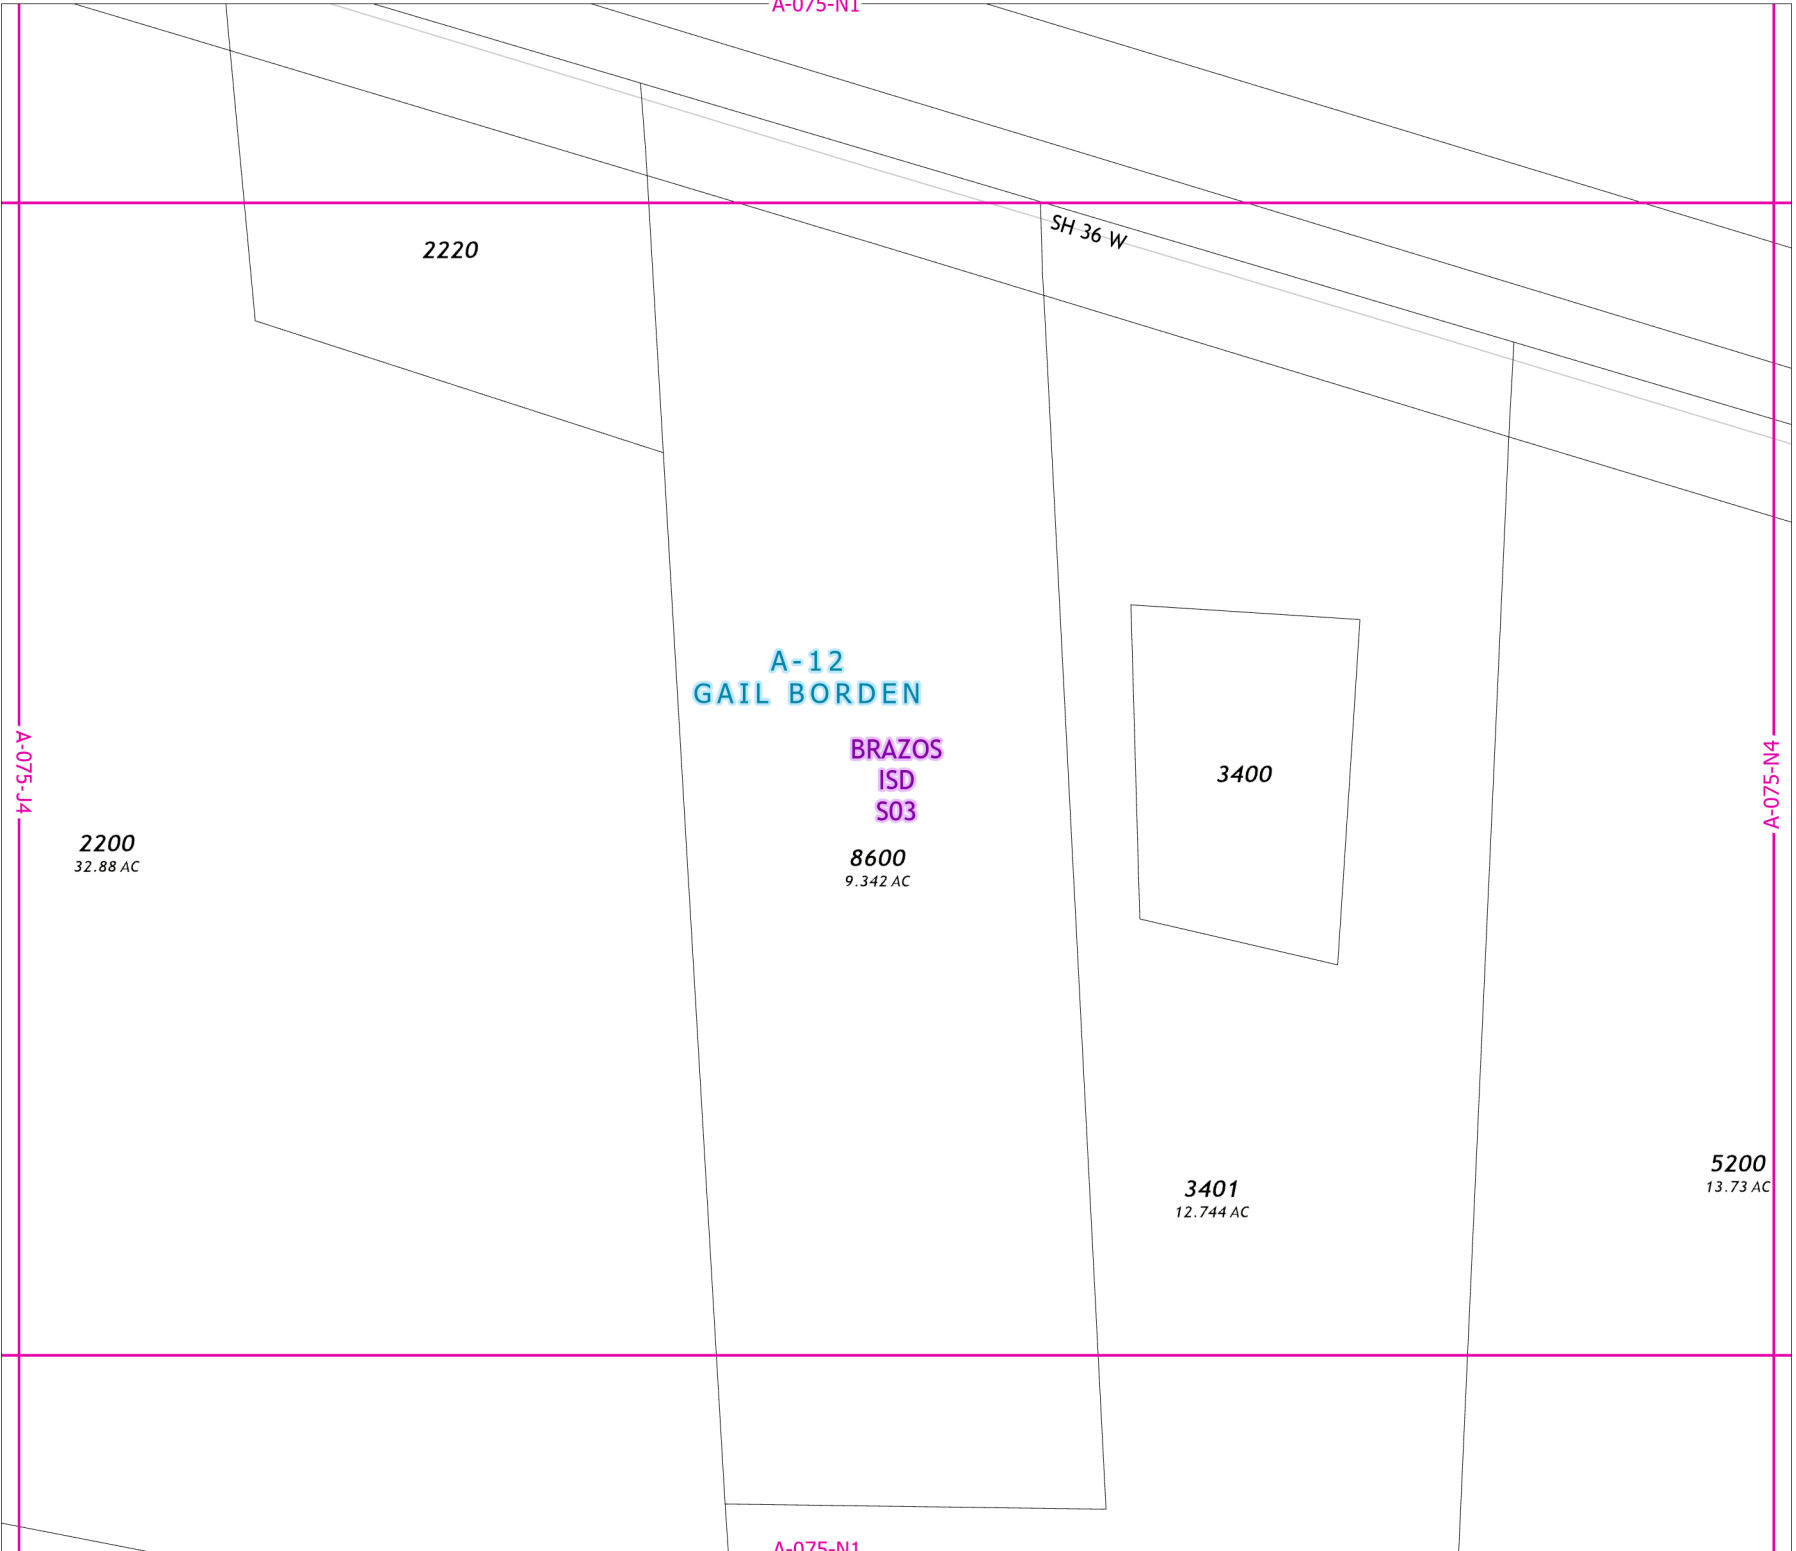 A-075-N1
SH 36 W
2220
A-12
GAIL BORDEN
BRAZOS
ISD
S03
A-075-J4
A-075-N4
3400
2200
32.88 AC
8600
9.342 AC
5200
13.73 AC
3401
12.744 AC
A-075-N1